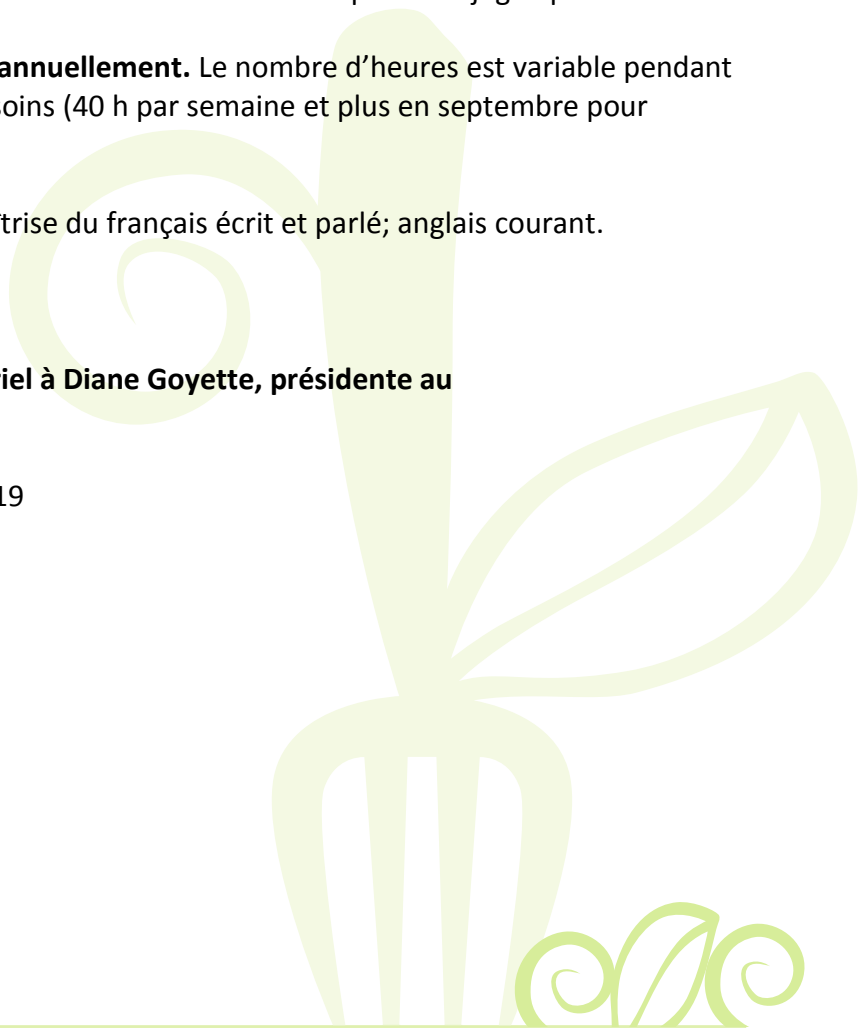 annuellement. Le nombre d’heures est variable pendant
soins (40 h par semaine et plus en septembre pour
trise du français écrit et parlé; anglais courant.
riel à Diane Goyette, présidente au
19